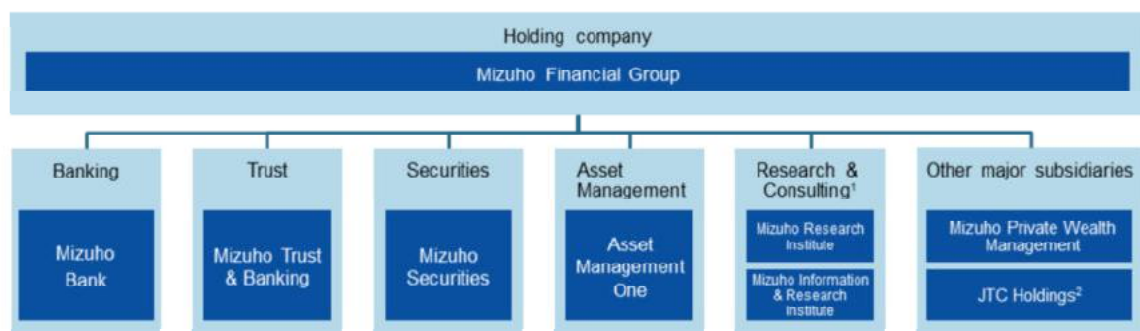 Holding company
Mizuho Financial Group
Banking
Mizuho
Bank
Trust
Mizuho Trust
& Banking
Securities
Mizuho
Securities
Asset
Management
Asset
Management
One
Research &
Consulting¹
Mizuho Research
Institute
Mizuho Information
& Research
Institute
Other major subsidiaries
Mizuho Private Wealth
Management
JTC Holdings²